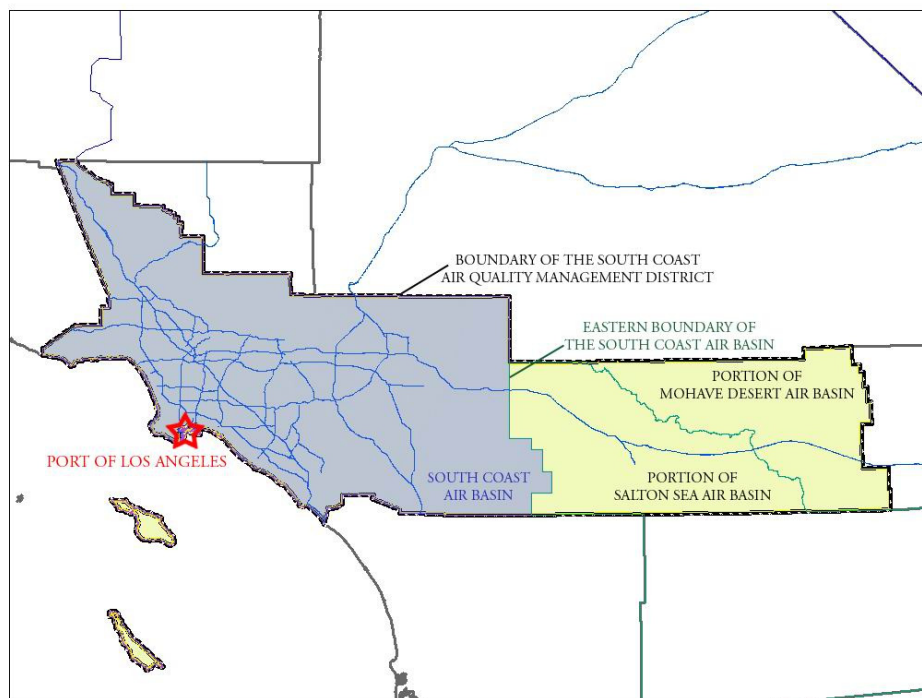 BOUNDARY OF THE SOUTH COAST
AIR QUALITY MANAGEMENT DISTRICT
EASTERN BOUNDARY OF
THE SOUTH COAST AIR BASIN
PORTION OF
MOHAVE DESERT AIR BASIN
PORT OF LOS ANGELES
SOUTH COAST
AIR BASIN
PORTION OF
SALTON SEA AIR BASIN